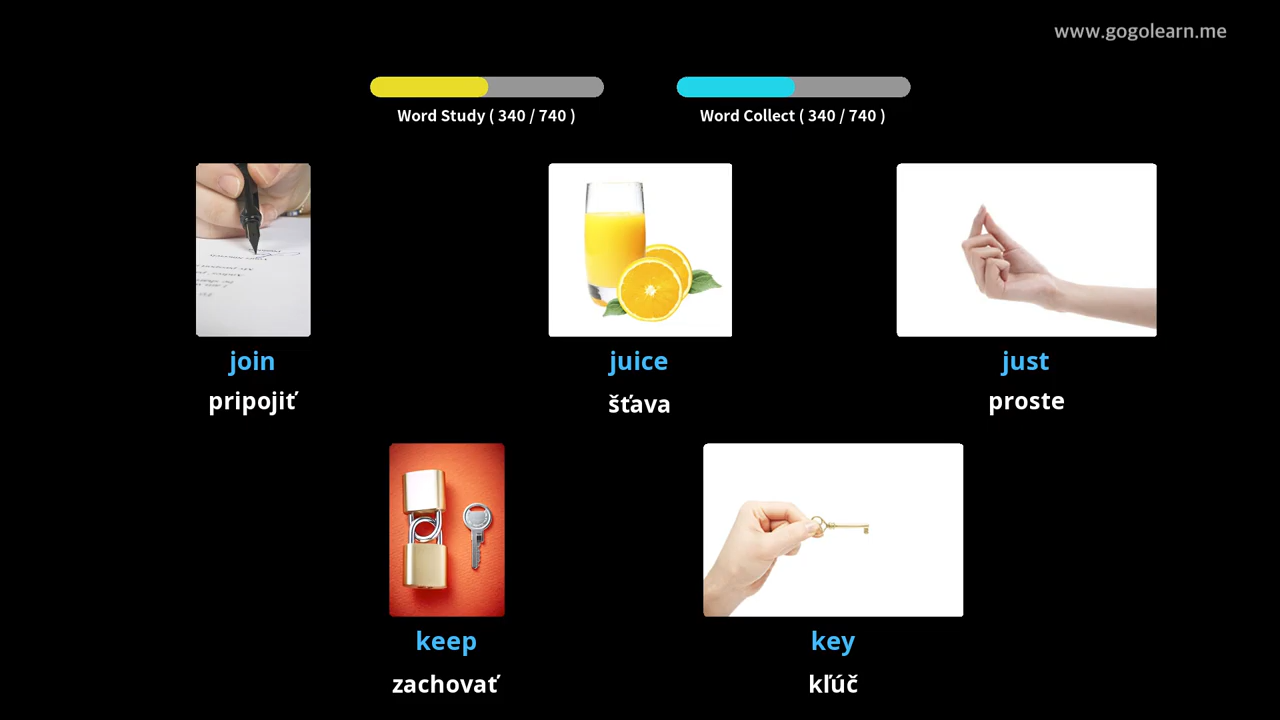 www.gogolearn.me
Word Study ( 340 / 740 )
Word Collect ( 340 / 740 )
join
juice
just
pripojiť
šťava
proste
keep
key
zachovať
kľúč